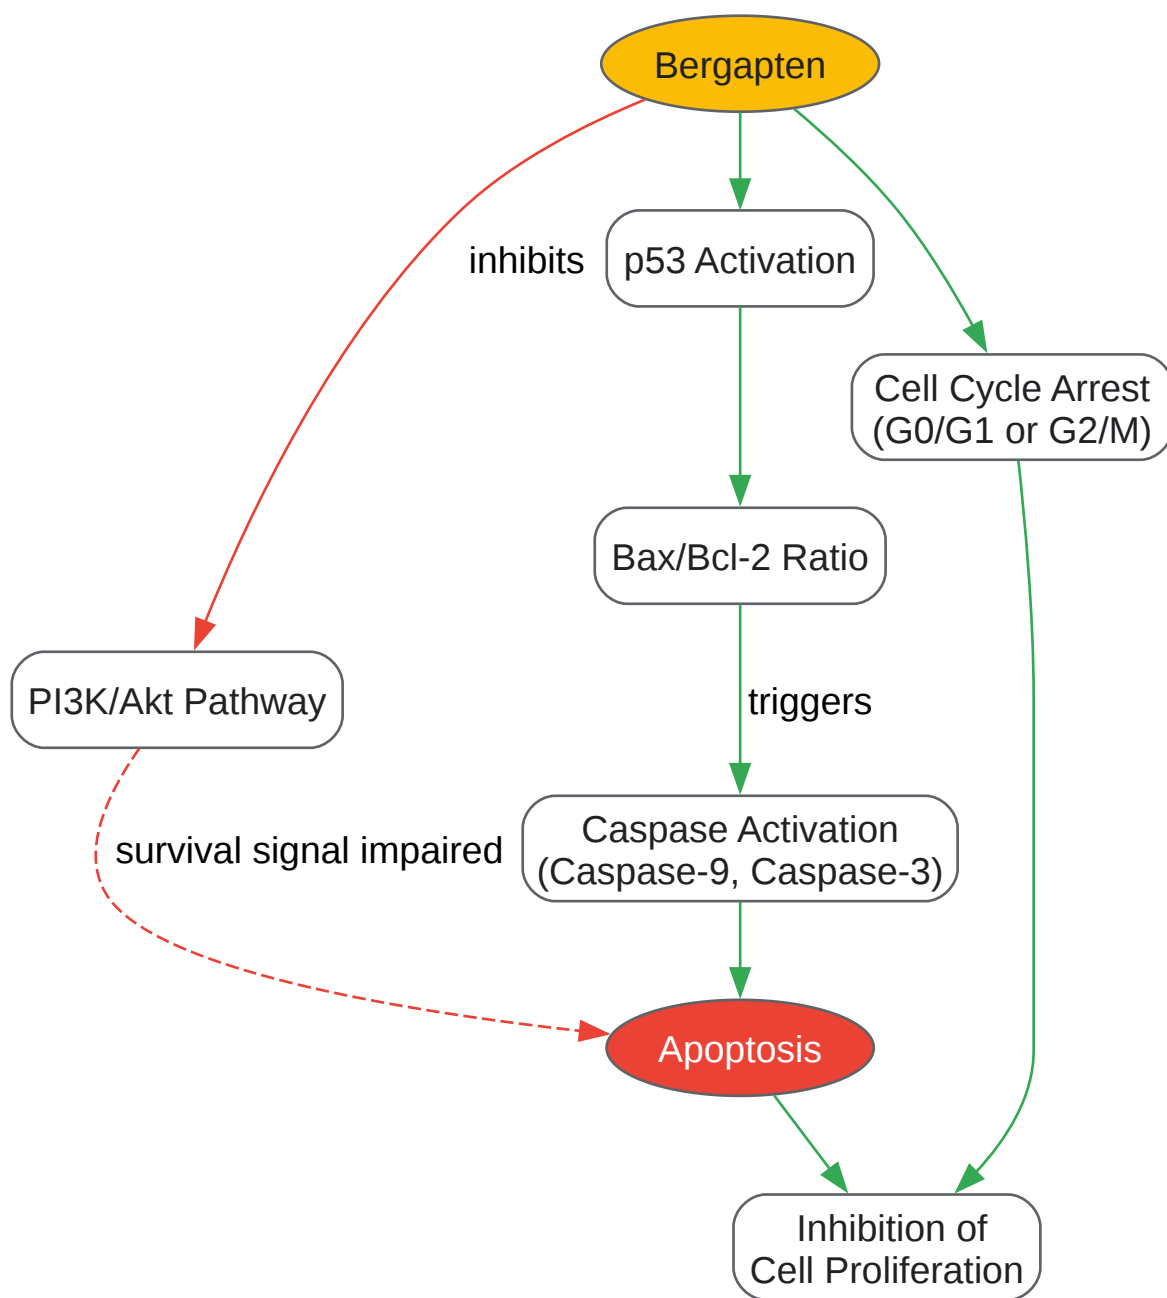 Bergapten
inhibits
p53 Activation
Cell Cycle Arrest
(G0/G1 or G2/M)
Bax/Bcl-2 Ratio
PI3K/Akt Pathway
triggers
survival signal impaired
Caspase Activation
(Caspase-9, Caspase-3)
Apoptosis
Inhibition of
Cell Proliferation